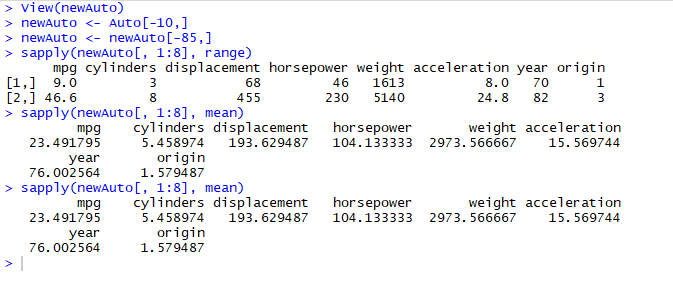 > View(newAuto)
> newAuto <- Auto[-10,]
> newAuto <- newAuto[-85,]
> sapply(newAuto[, 1:8], range)
      mpg cylinders displacement horsepower weight acceleration year origin
[1,]  9.0         3           68         46   1613          8.0   70      1
[2,] 46.6         8          455        230   5140         24.8   82      3
> sapply(newAuto[, 1:8], mean)
         mpg    cylinders displacement   horsepower       weight acceleration
   23.491795     5.458974   193.629487   104.133333  2973.566667    15.569744
        year       origin
   76.002564     1.579487
> sapply(newAuto[, 1:8], mean)
         mpg    cylinders displacement   horsepower       weight acceleration
   23.491795     5.458974   193.629487   104.133333  2973.566667    15.569744
        year       origin
   76.002564     1.579487
>